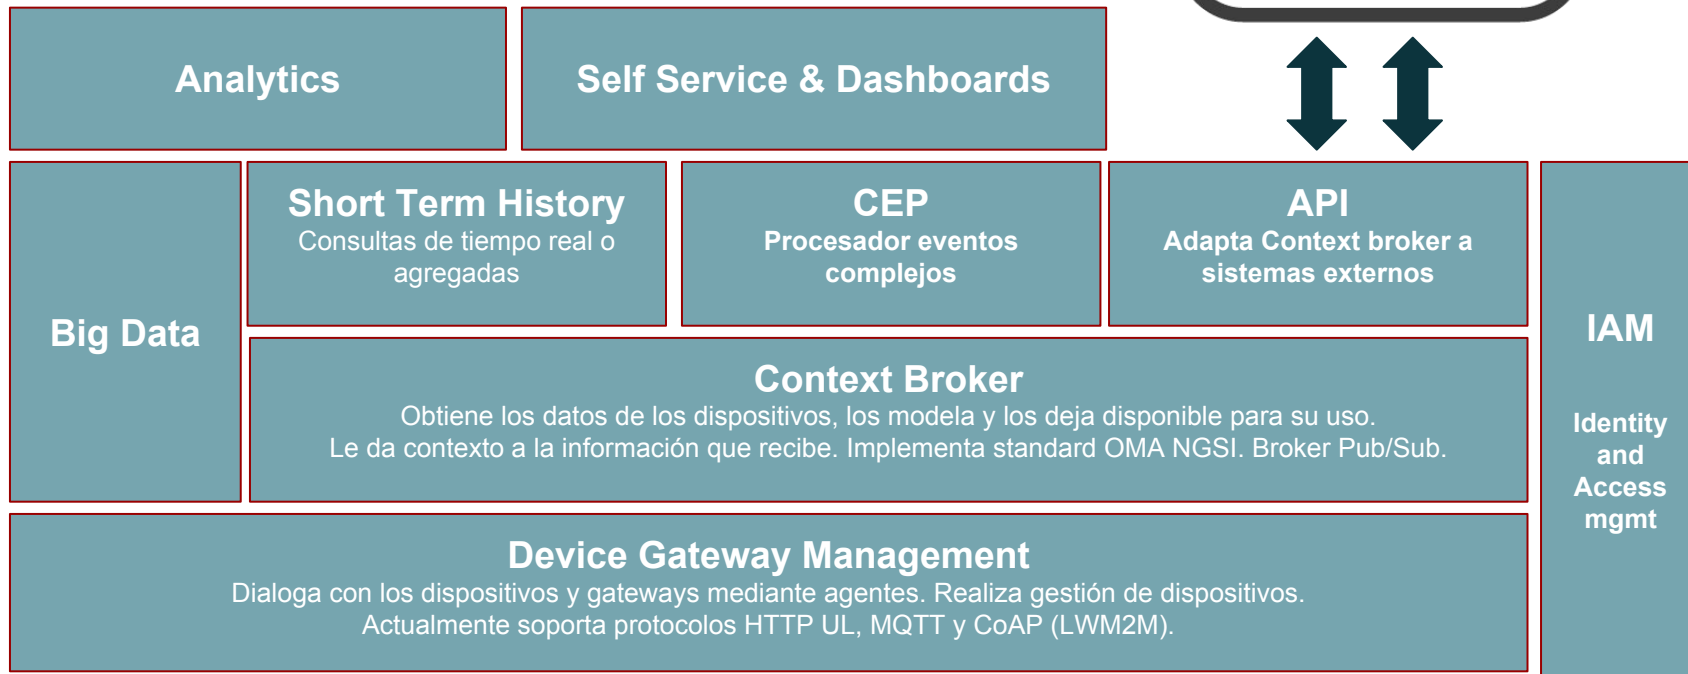 Analytics
Self Service & Dashboards
Big Data
Short Term History
Consultas de tiempo real o
agregadas
CEP
Procesador eventos
complejos
API
Adapta Context broker a
sistemas externos
IAM
Identity
and
Access
mgmt
Context Broker
Obtiene los datos de los dispositivos, los modela y los deja disponible para su uso.
Le da contexto a la información que recibe. Implementa standard OMA NGSI. Broker Pub/Sub.
Device Gateway Management
Dialoga con los dispositivos y gateways mediante agentes. Realiza gestión de dispositivos.
Actualmente soporta protocolos HTTP UL, MQTT y CoAP (LWM2M).